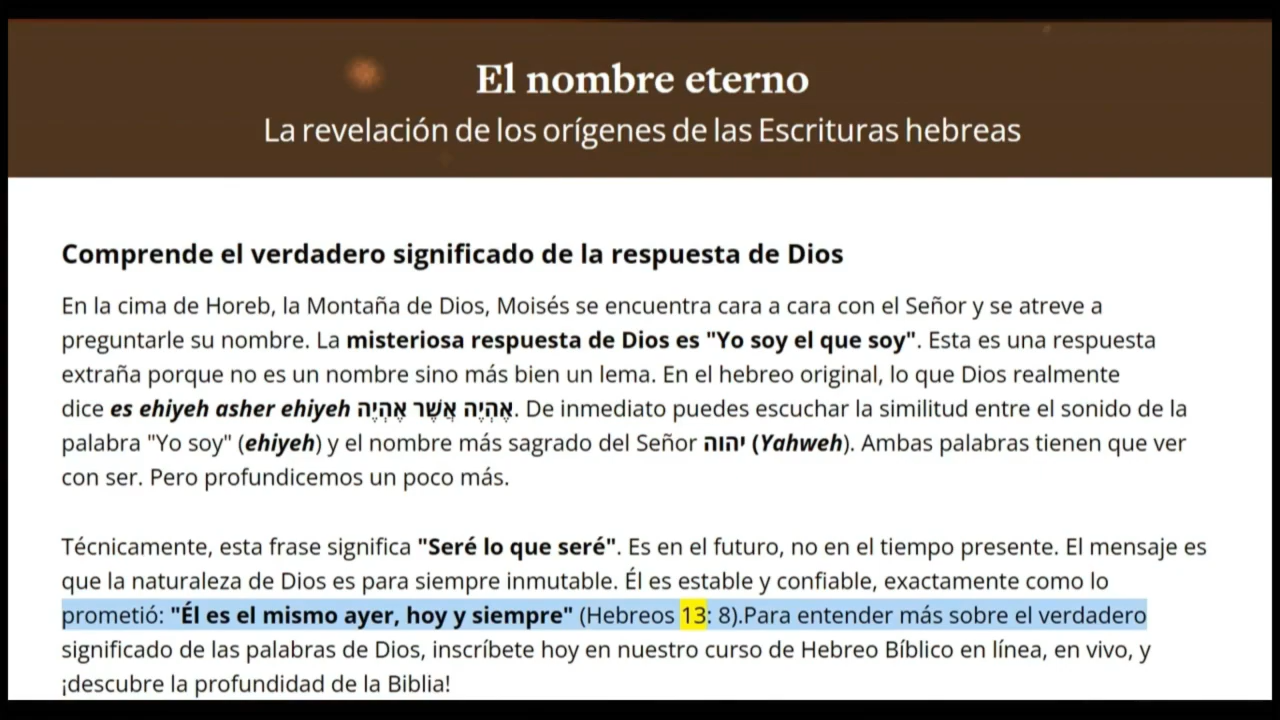 El nombre eterno
La revelación de los orígenes de las Escrituras hebreas
Comprende el verdadero significado de la respuesta de Dios
En la cima de Horeb, la Montaña de Dios, Moisés se encuentra cara a cara con el Señor y se atreve a
preguntarle su nombre. La misteriosa respuesta de Dios es "Yo soy el que soy". Esta es una respuesta
extraña porque no es un nombre sino más bien un lema. En el hebreo original, lo que Dios realmente
dice es ehiyeh asher ehiyeh אֶהְיֶה אֲשֶׁר אֶהְיֶה. De inmediato puedes escuchar la similitud entre el sonido de la
palabra "Yo soy" (ehiyeh) y el nombre más sagrado del Señor יהוה (Yahweh). Ambas palabras tienen que ver
con ser. Pero profundicemos un poco más.
Técnicamente, esta frase significa "Seré lo que seré". Es en el futuro, no en el tiempo presente. El mensaje es
que la naturaleza de Dios es para siempre inmutable. Él es estable y confiable, exactamente como lo
prometió: "Él es el mismo ayer, hoy y siempre" (Hebreos 13: 8).Para entender más sobre el verdadero
significado de las palabras de Dios, inscríbete hoy en nuestro curso de Hebreo Bíblico en línea, en vivo, y
¡descubre la profundidad de la Biblia!